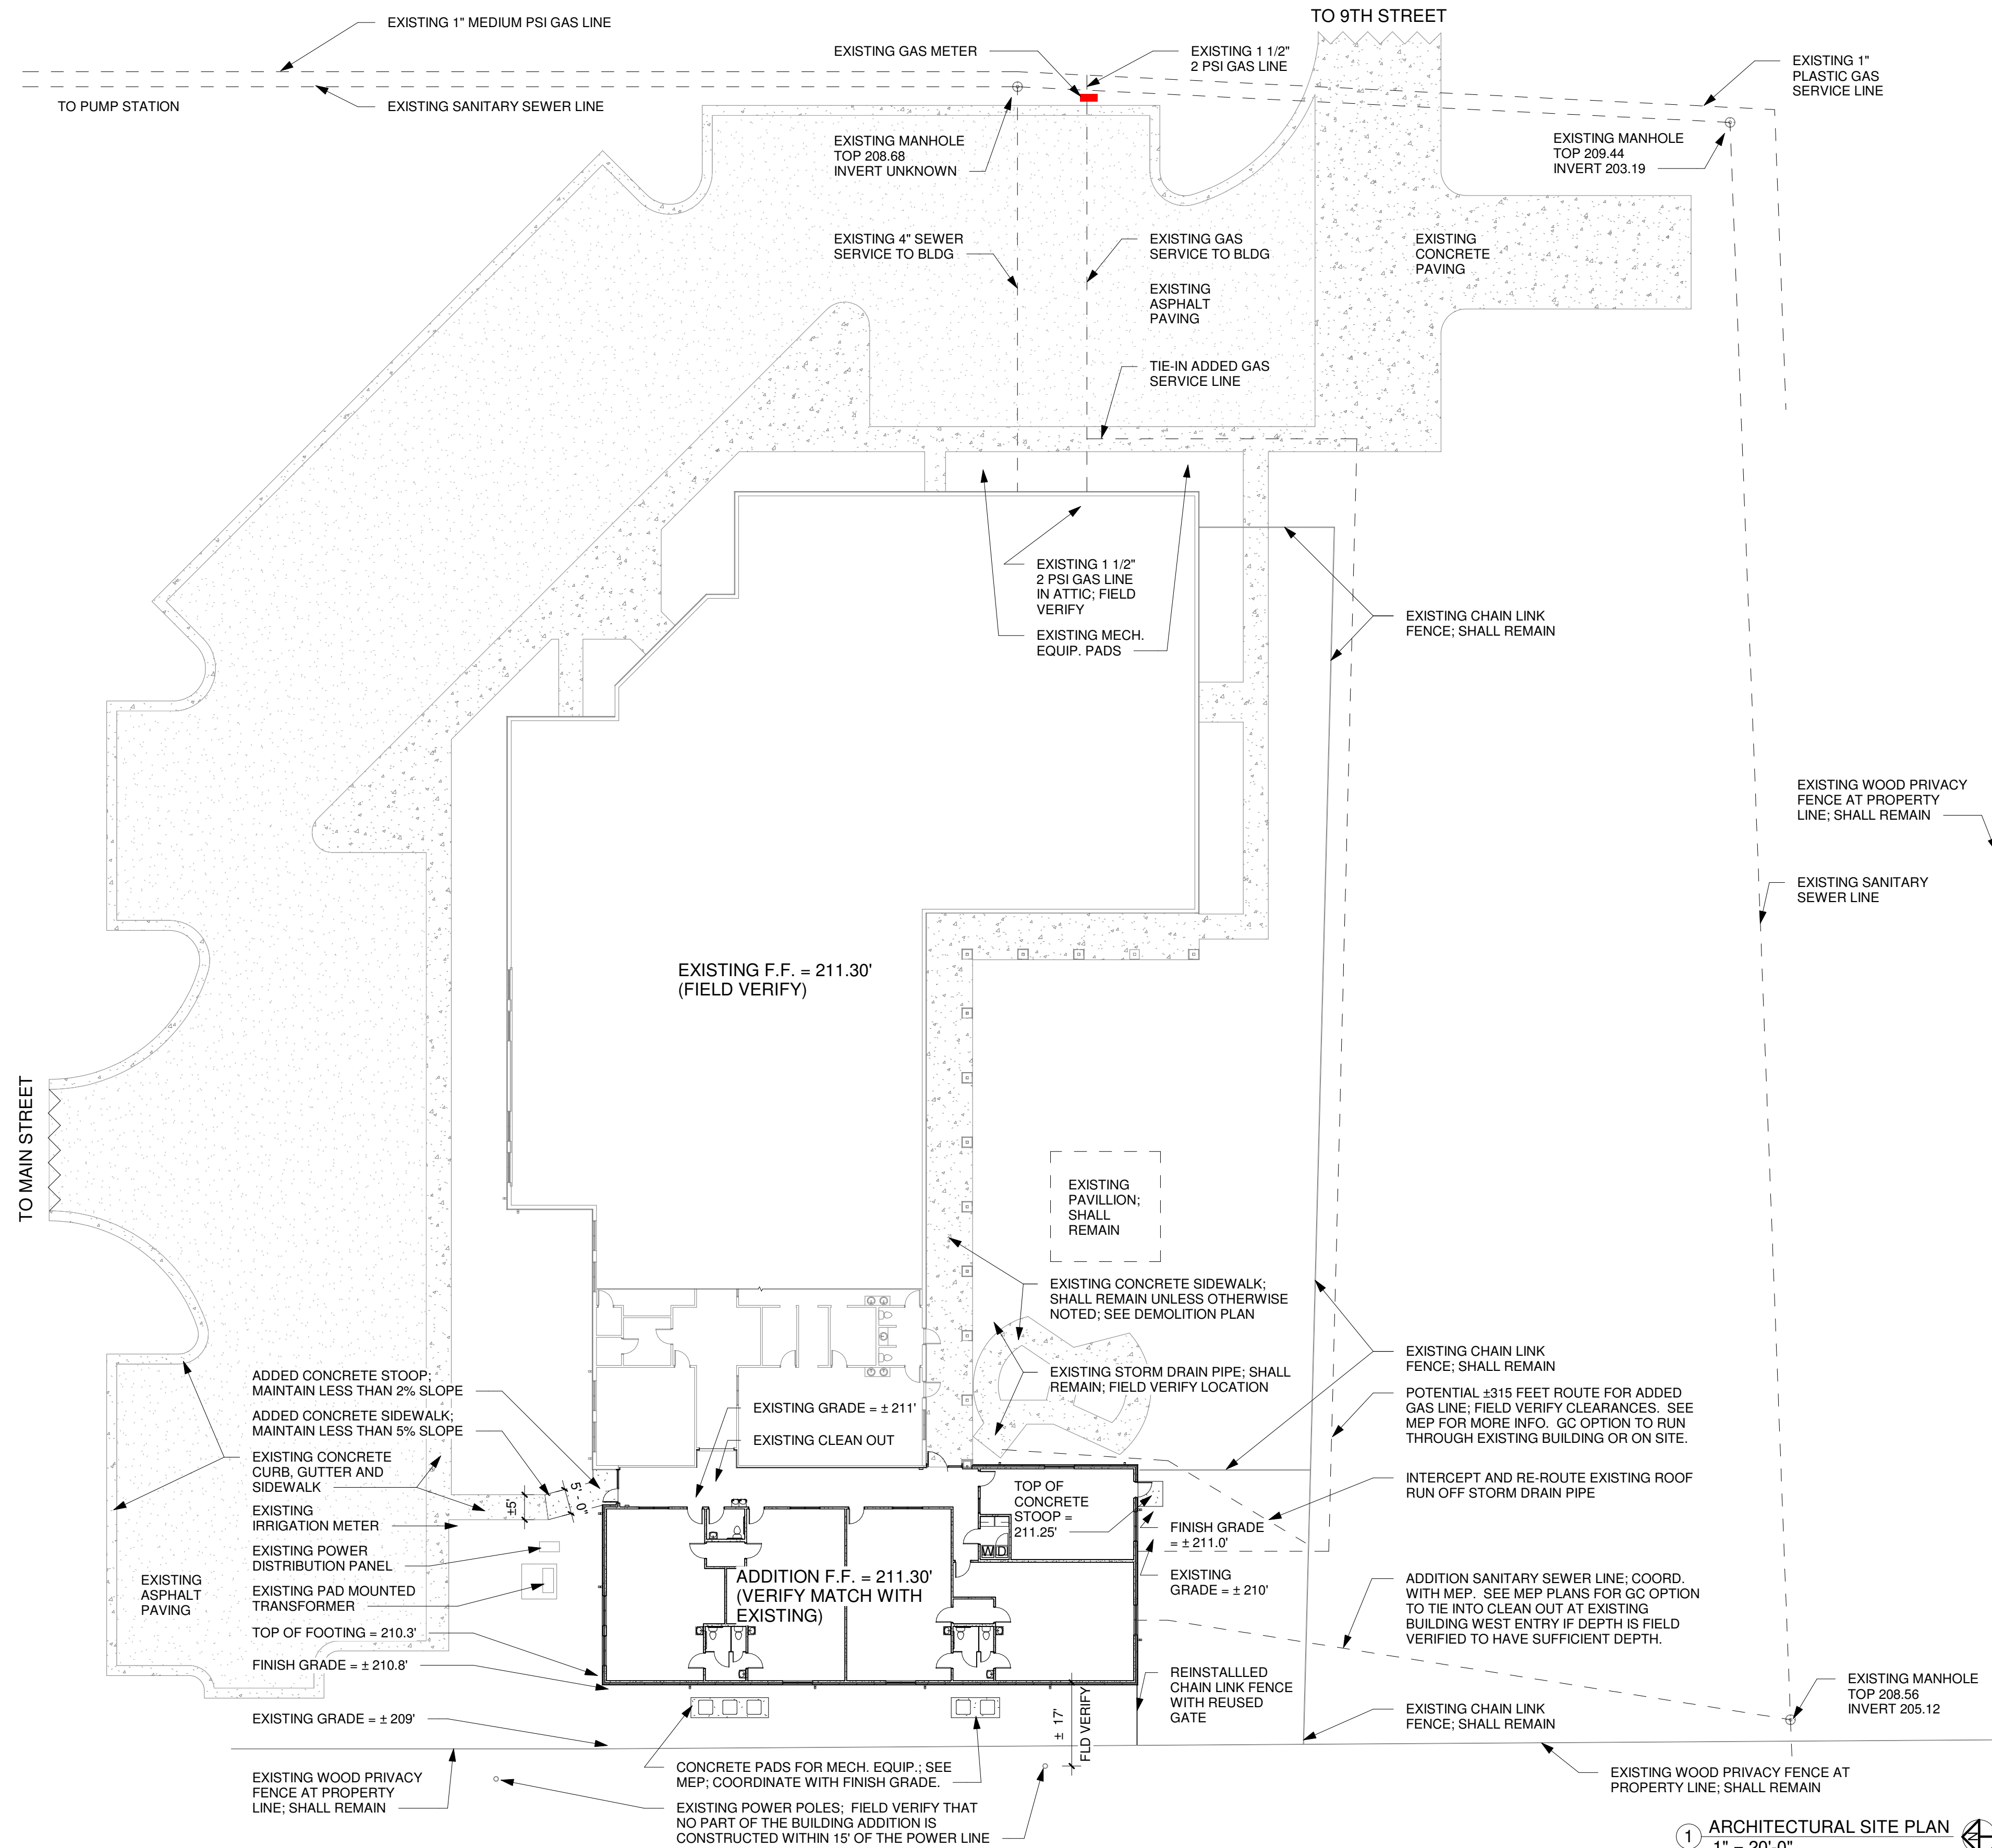 EXISTING 1" MEDIUM PSI GAS LINE
TO 9TH STREET
EXISTING GAS METER
EXISTING 1 1/2"
2 PSI GAS LINE
EXISTING 1"
PLASTIC GAS
SERVICE LINE
TO PUMP STATION
EXISTING SANITARY SEWER LINE
EXISTING MANHOLE
TOP 208.68
INVERT UNKNOWN
EXISTING MANHOLE
TOP 209.44
INVERT 203.19
EXISTING 4" SEWER
SERVICE TO BLDG
EXISTING GAS
SERVICE TO BLDG
EXISTING
CONCRETE
PAVING
EXISTING
ASPHALT
PAVING
TIE-IN ADDED GAS
SERVICE LINE
EXISTING 1 1/2"
2 PSI GAS LINE
IN ATTIC; FIELD
VERIFY
EXISTING MECH.
EQUIP. PADS
EXISTING CHAIN LINK
FENCE; SHALL REMAIN
EXISTING WOOD PRIVACY
FENCE AT PROPERTY
LINE; SHALL REMAIN
EXISTING SANITARY
SEWER LINE
EXISTING F.F. = 211.30'
(FIELD VERIFY)
TO MAIN STREET
EXISTING
PAVILLION;
SHALL
REMAIN
EXISTING CONCRETE SIDEWALK;
SHALL REMAIN UNLESS OTHERWISE
NOTED; SEE DEMOLITION PLAN
EXISTING STORM DRAIN PIPE; SHALL
REMAIN; FIELD VERIFY LOCATION
EXISTING CHAIN LINK
FENCE; SHALL REMAIN
POTENTIAL ±315 FEET ROUTE FOR ADDED
GAS LINE; FIELD VERIFY CLEARANCES. SEE
MEP FOR MORE INFO. GC OPTION TO RUN
THROUGH EXISTING BUILDING OR ON SITE.
INTERCEPT AND RE-ROUTE EXISTING ROOF
RUN OFF STORM DRAIN PIPE
ADDED CONCRETE STOOP;
MAINTAIN LESS THAN 2% SLOPE
ADDED CONCRETE SIDEWALK;
MAINTAIN LESS THAN 5% SLOPE
EXISTING CONCRETE
CURB, GUTTER AND
SIDEWALK
EXISTING
IRRIGATION METER
EXISTING POWER
DISTRIBUTION PANEL
EXISTING PAD MOUNTED
TRANSFORMER
TOP OF FOOTING = 210.3'
FINISH GRADE = ± 210.8'
EXISTING GRADE = ± 209'
EXISTING
ASPHALT
PAVING
±5'
5' - 0"
EXISTING GRADE = ± 211'
EXISTING CLEAN OUT
TOP OF
CONCRETE
STOOP =
211.25'
W D
FINISH GRADE
= ± 211.0'
EXISTING
GRADE = ± 210'
ADDITION F.F. = 211.30'
(VERIFY MATCH WITH
EXISTING)
ADDITION SANITARY SEWER LINE; COORD.
WITH MEP. SEE MEP PLANS FOR GC OPTION
TO TIE INTO CLEAN OUT AT EXISTING
BUILDING WEST ENTRY IF DEPTH IS FIELD
VERIFIED TO HAVE SUFFICIENT DEPTH.
REINSTALLLED
CHAIN LINK FENCE
WITH REUSED
GATE
± 17'
FLD VERIFY
EXISTING MANHOLE
TOP 208.56
INVERT 205.12
EXISTING CHAIN LINK
FENCE; SHALL REMAIN
EXISTING WOOD PRIVACY
FENCE AT PROPERTY
LINE; SHALL REMAIN
CONCRETE PADS FOR MECH. EQUIP.; SEE
MEP; COORDINATE WITH FINISH GRADE.
EXISTING POWER POLES; FIELD VERIFY THAT
NO PART OF THE BUILDING ADDITION IS
CONSTRUCTED WITHIN 15' OF THE POWER LINE
EXISTING WOOD PRIVACY FENCE AT
PROPERTY LINE; SHALL REMAIN
1 ARCHITECTURAL SITE PLAN
1" = 20'-0"